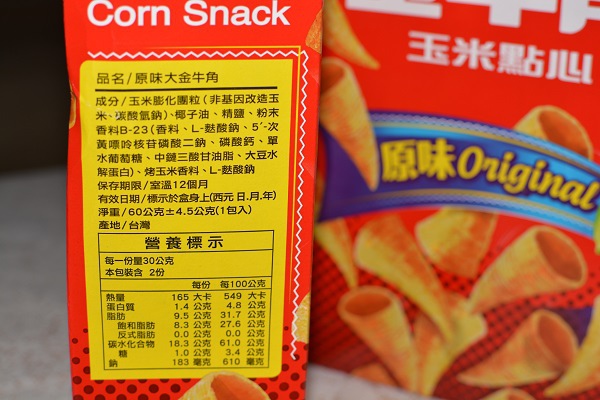 Corn Snack
品名/原味大金牛角
成分/玉米膨化團粒(非基因改造玉
米、碳酸氫鈉)、椰子油、精鹽、粉末
香料B-23(香料、L-麩酸鈉、5´-次
黃嘌呤核苷磷酸二鈉、磷酸鈣、單
水葡萄糖、中鏈三酸甘油脂、大豆水
解蛋白)、烤玉米香料、L-麩酸鈉
保存期限/室溫12個月
有效日期/標示於盒身上(西元 日.月.年)
淨重/60公克±4.5公克(1包入)
產地/台灣
營養標示
每一份量30公克
本包裝含 2份
每份 每100公克
熱量 165 大卡 549 大卡
蛋白質 1.4 公克 4.8 公克
脂肪 9.5 公克 31.7 公克
飽和脂肪 8.3 公克 27.6 公克
反式脂肪 0.0 公克 0.0 公克
碳水化合物 18.3 公克 61.0 公克
糖 1.0 公克 3.4 公克
鈉 183 毫克 610 毫克
玉米點心
原味Original